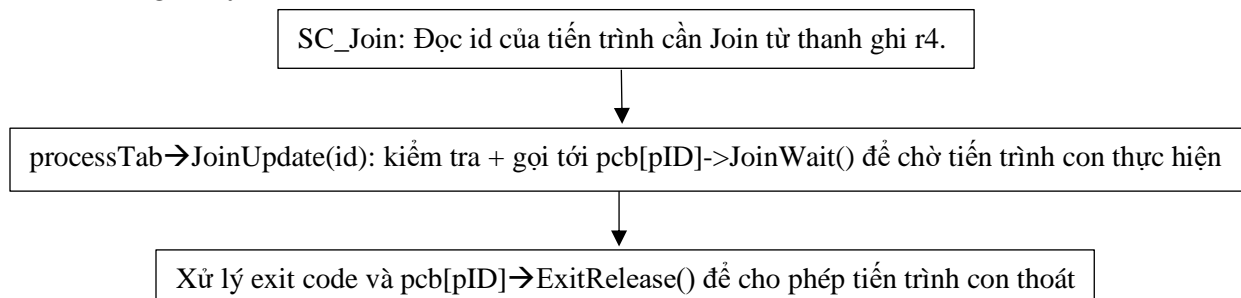 SC_Join: Đọc id của tiến trình cần Join từ thanh ghi r4.
processTab→JoinUpdate(id): kiểm tra + gọi tới pcb[pID]->JoinWait() để chờ tiến trình con thực hiện
Xử lý exit code và pcb[pID]→ExitRelease() để cho phép tiến trình con thoát